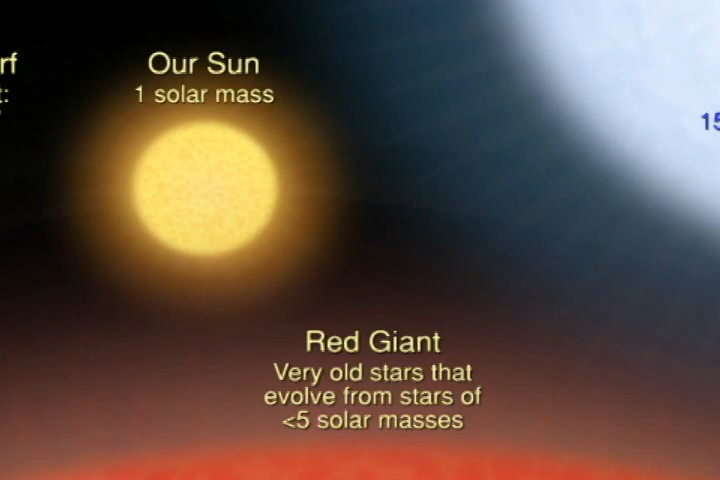 Our Sun
1 solar mass
Red Giant
Very old stars that
evolve from stars of
<5 solar masses